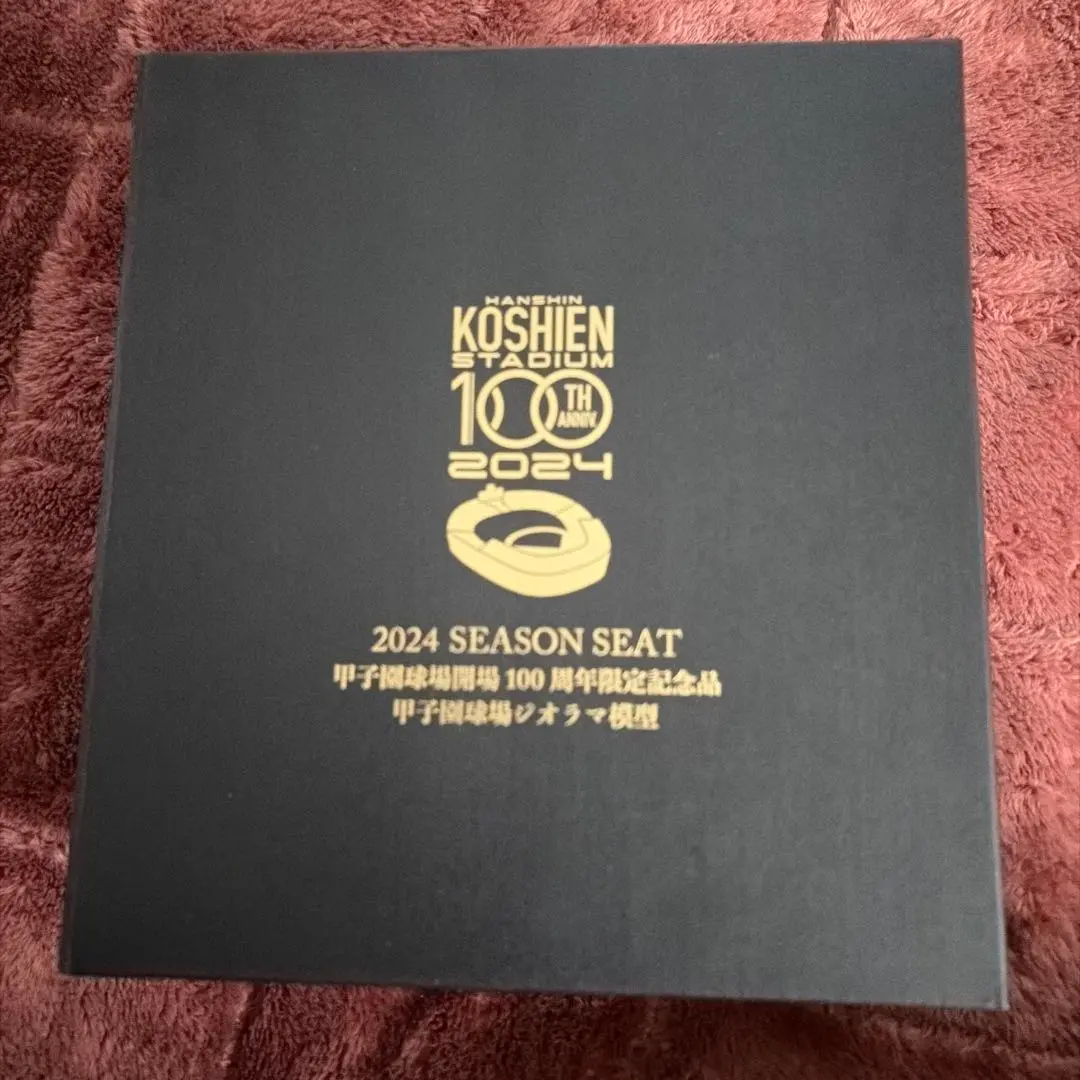 HANSHIN
KOSHIEN
STADIUM
100TH
ANNIV.
2024
2024 SEASON SEAT
甲子園球場開場100周年限定記念品
甲子園球場ジオラマ模型